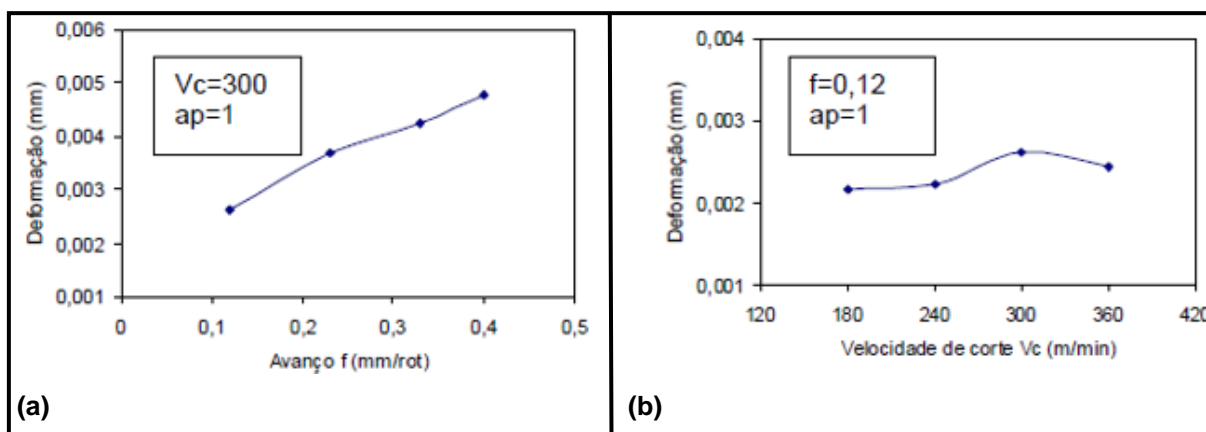 0,006
0,005
0,004
0,003
0,002
0,001
Deformação (mm)
Vc=300
ap=1
0
0,1
0,2
0,3
0,4
0,5
Avanço f (mm/rot)
(a)
0,004
0,003
0,002
0,001
Deformação (mm)
f=0,12
ap=1
120
180
240
300
360
420
Velocidade de corte Vc (m/min)
(b)